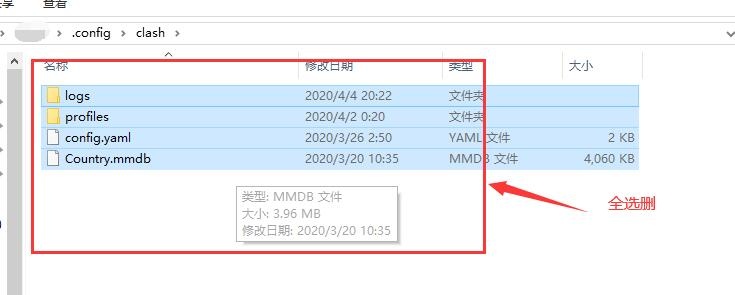 查看
.config › clash
名称 修改日期 类型 大小
logs 2020/4/4 20:22 文件夹
profiles 2020/4/2 0:20 文件夹
config.yaml 2020/3/26 2:50 YAML 文件 2 KB
Country.mmdb 2020/3/20 10:35 MMDB 文件 4,060 KB
类型: MMDB 文件
大小: 3.96 MB
修改日期: 2020/3/20 10:35
全选删